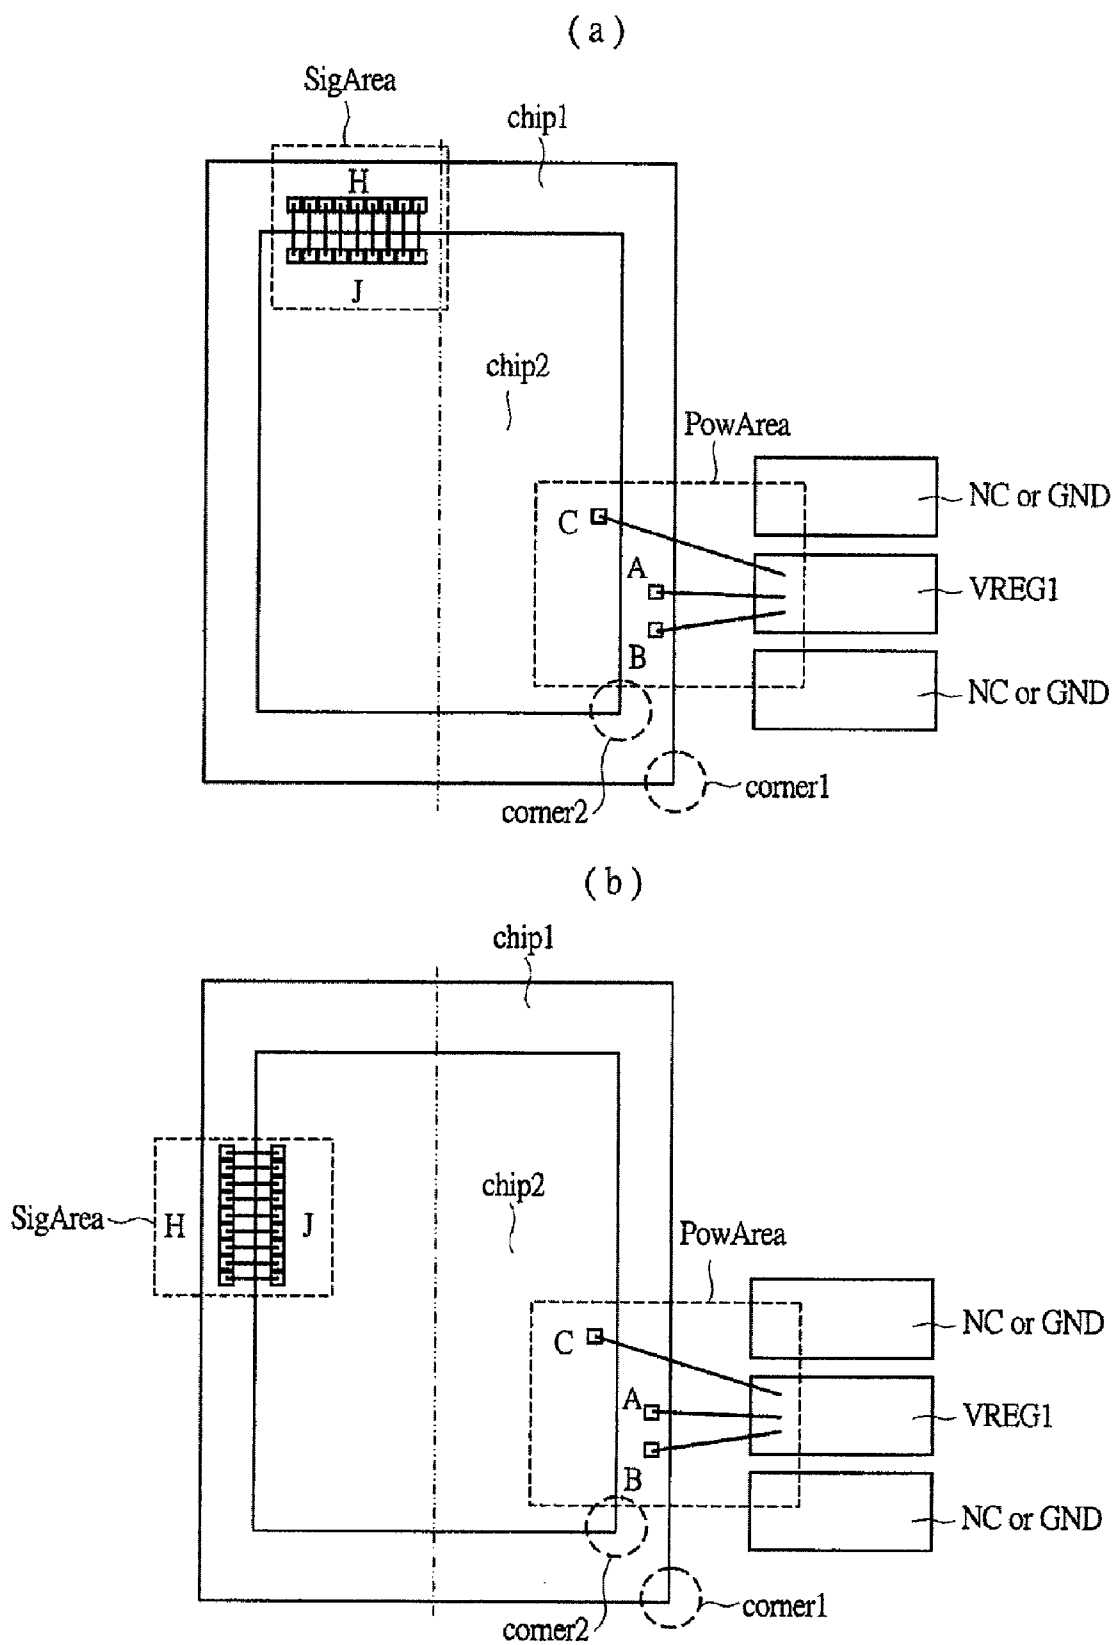 (a)
SigArea
chip1
H
J
chip2
PowArea
NC or GND
C
A
VREG1
B
NC or GND
corner2
corner1
(b)
chip1
chip2
SigArea
H
J
PowArea
NC or GND
C
A
VREG1
B
NC or GND
corner2
corner1